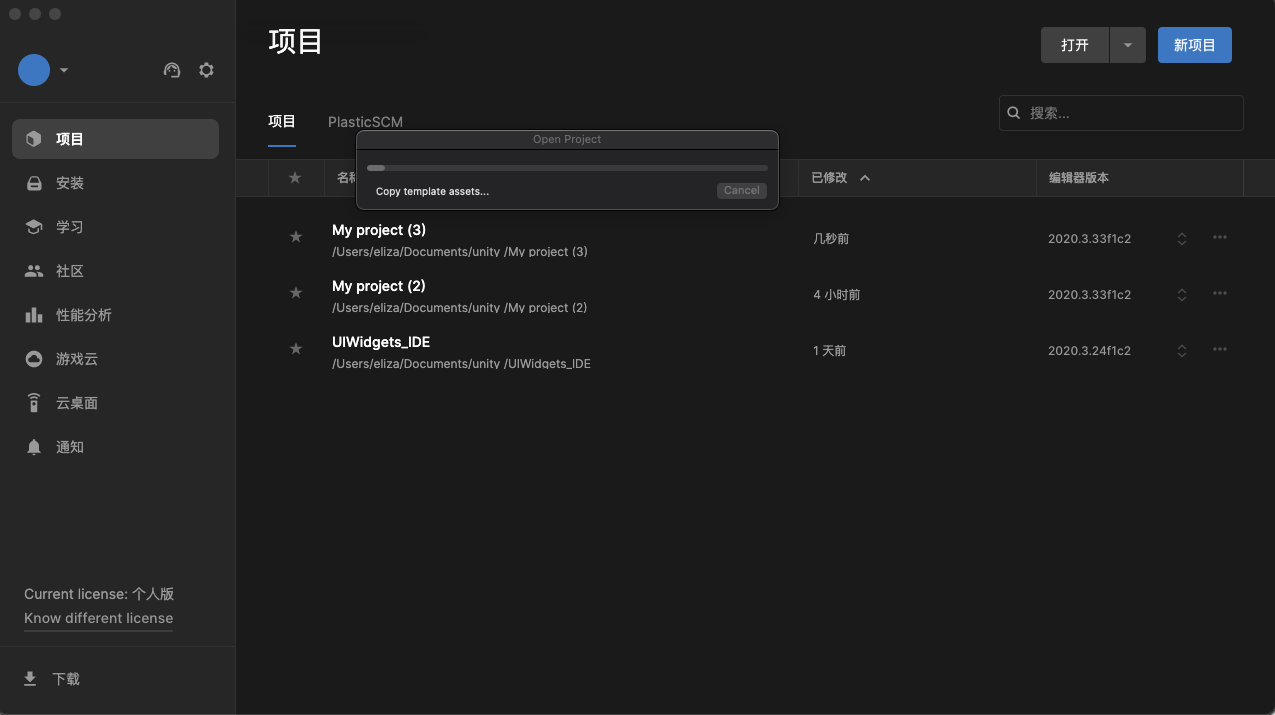 项目
打开
新项目
项目
PlasticSCM
搜索...
Open Project
Copy template assets...
Cancel
已修改
编辑器版本
My project (3)
/Users/eliza/Documents/unity /My project (3)
几秒前
2020.3.33f1c2
My project (2)
/Users/eliza/Documents/unity /My project (2)
4 小时前
2020.3.33f1c2
UIWidgets_IDE
/Users/eliza/Documents/unity /UIWidgets_IDE
1 天前
2020.3.24f1c2
项目
安装
学习
社区
性能分析
游戏云
云桌面
通知
Current license: 个人版
Know different license
下载